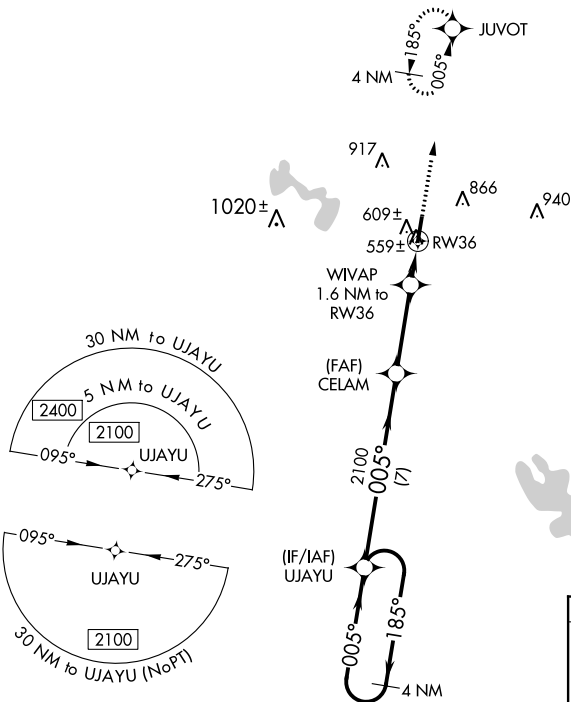 JUVOT
185°
005°
4 NM
917
866
940
1020±
609±
559±
RW36
WIVAP
1.6 NM to
RW36
(FAF)
CELAM
2100
005°
(7)
(IF/IAF)
UJAYU
005°
185°
4 NM
30 NM to UJAYU
2400
5 NM to UJAYU
2100
UJAYU
095°
275°
095°
275°
UJAYU
2100
30 NM to UJAYU (NoPT)